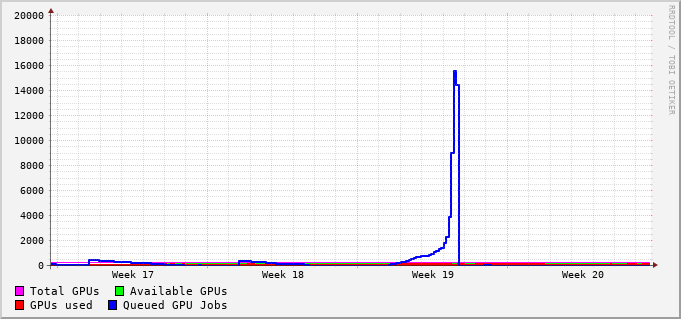 RRDTOOL / TOBI OETIKER
20000
18000
16000
14000
12000
10000
8000
6000
4000
2000
0
Week 17 Week 18 Week 19 Week 20
Total GPUs Available GPUs
GPUs used Queued GPU Jobs